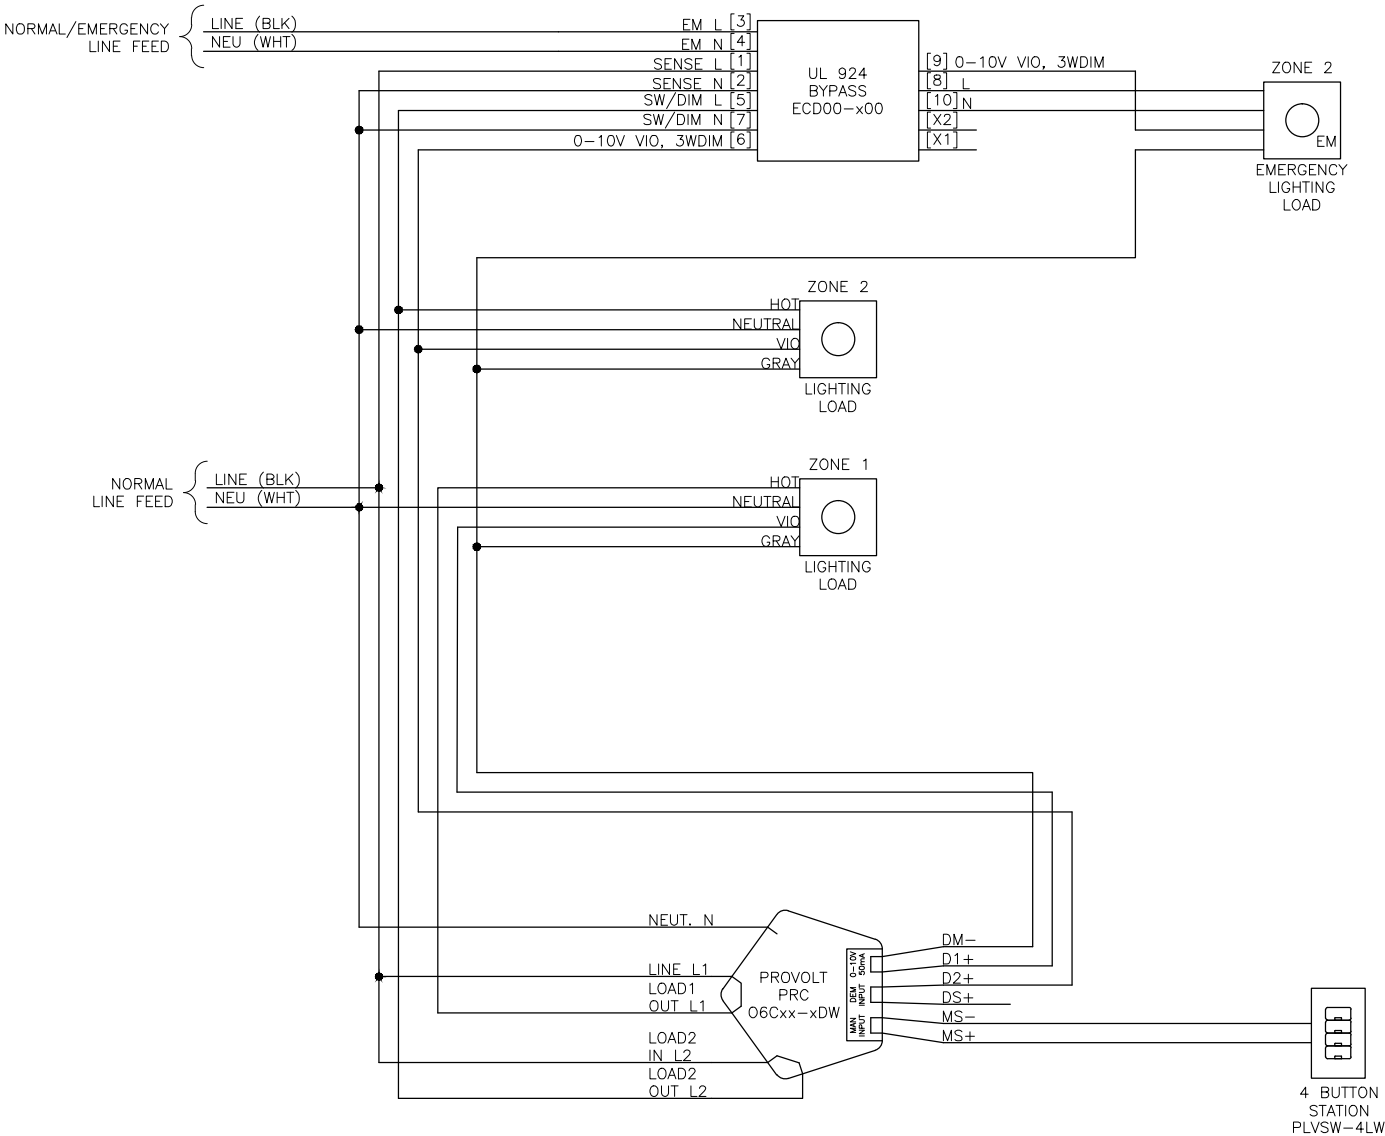 NORMAL/EMERGENCY
LINE FEED
LINE (BLK)
NEU (WHT)
EM L [3]
EM N [4]
SENSE L [1]
SENSE N [2]
SW/DIM L [5]
SW/DIM N [7]
0-10V VIO, 3WDIM [6]
UL 924
BYPASS
ECD00-x00
[9] 0-10V VIO, 3WDIM
[8] L
[10] N
[X2]
[X1]
ZONE 2
EM
EMERGENCY
LIGHTING
LOAD
ZONE 2
HOT
NEUTRAL
VIO
GRAY
LIGHTING
LOAD
NORMAL
LINE FEED
LINE (BLK)
NEU (WHT)
ZONE 1
HOT
NEUTRAL
VIO
GRAY
LIGHTING
LOAD
NEUT. N
LINE L1
LOAD1
OUT L1
LOAD2
IN L2
LOAD2
OUT L2
PROVOLT
PRC
06Cxx-xDW
0-10V
50mA
DEM
INPUT
MAN
INPUT
DM-
D1+
D2+
DS+
MS-
MS+
4 BUTTON
STATION
PLVSW-4LW